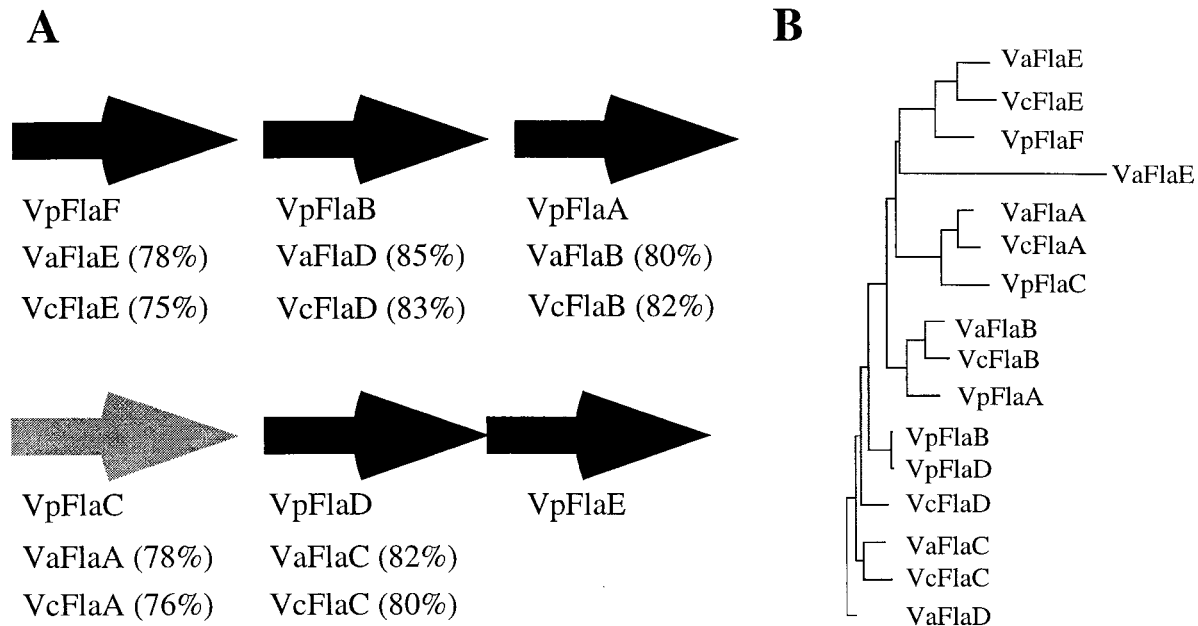 A
VpFlaF
VaFlaE (78%)
VcFlaE (75%)
VpFlaB
VaFlaD (85%)
VcFlaD (83%)
VpFlaA
VaFlaB (80%)
VcFlaB (82%)
VpFlaC
VaFlaA (78%)
VcFlaA (76%)
VpFlaD
VaFlaC (82%)
VcFlaC (80%)
VpFlaE
B
VaFlaE
VcFlaE
VpFlaF
VaFlaE
VaFlaA
VcFlaA
VpFlaC
VaFlaB
VcFlaB
VpFlaA
VpFlaB
VpFlaD
VcFlaD
VaFlaC
VcFlaC
VaFlaD